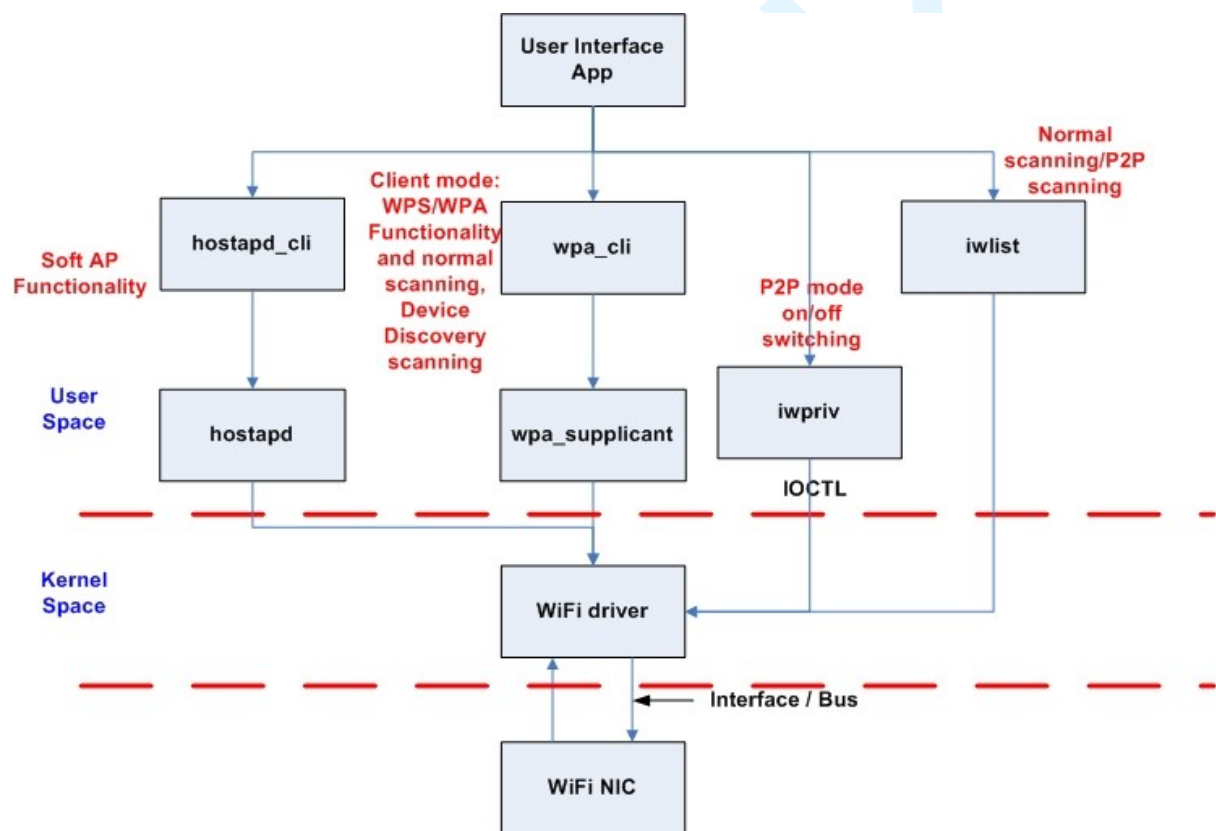 User Interface
App
Normal
scanning/P2P
scanning
Client mode:
WPS/WPA
Functionality
and normal
scanning,
Device
Discovery
scanning
hostapd_cli
wpa_cli
iwlist
Soft AP
Functionality
P2P mode
on/off
switching
User
Space
hostapd
wpa_supplicant
iwpriv
IOCTL
Kernel
Space
WiFi driver
Interface / Bus
WiFi NIC